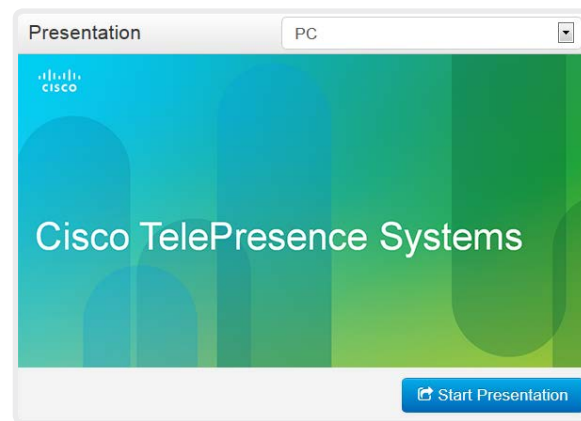 Presentation
PC
CISCO
Cisco TelePresence Systems
Start Presentation